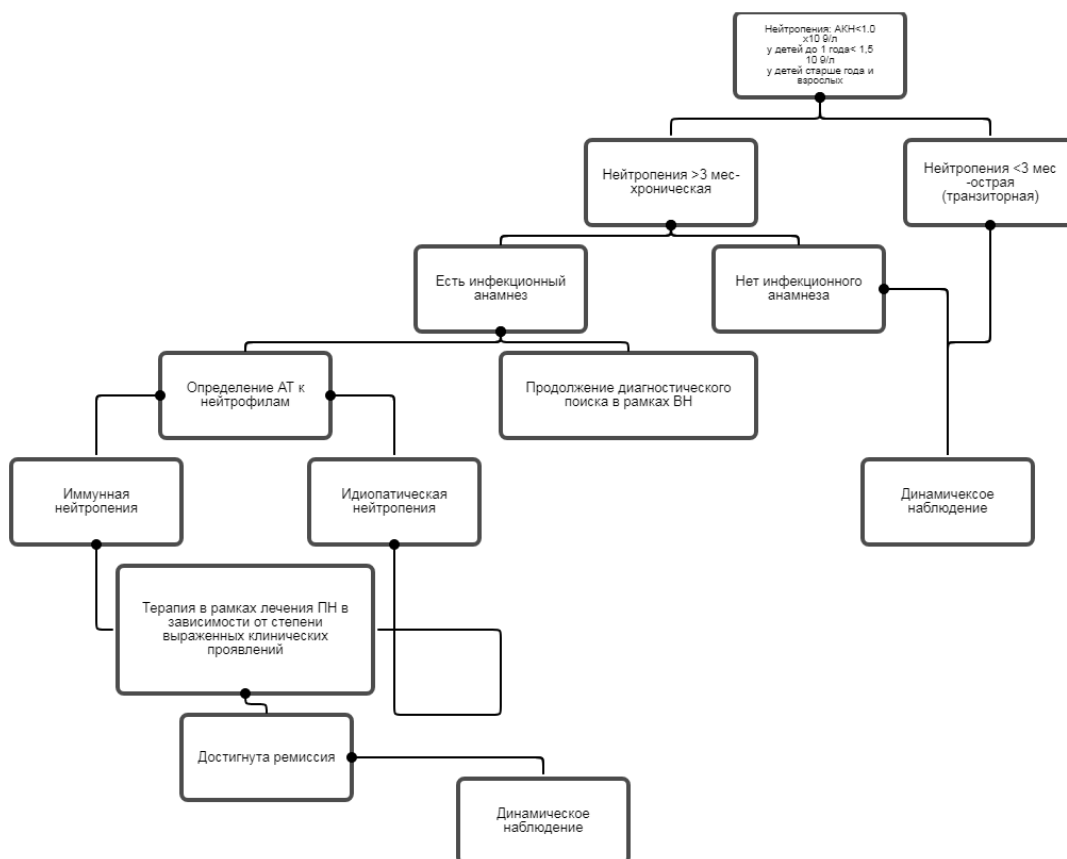 Нейтропения: АКН<1.0
x10 9/л
у детей до 1 года< 1,5
10 9/л
у детей старше года и
взрослых
Нейтропения >3 мес-
хроническая
Нейтропения <3 мес
-острая
(транзиторная)
Есть инфекционный
анамнез
Нет инфекционного
анамнеза
Определение АТ к
нейтрофилам
Продолжение диагностического
поиска в рамках ВН
Иммунная
нейтропения
Идиопатическая
нейтропения
Динамичексое
наблюдение
Терапия в рамках лечения ПН в
зависимости от степени
выраженных клинических
проявлений
Достигнута ремиссия
Динамическое
наблюдение